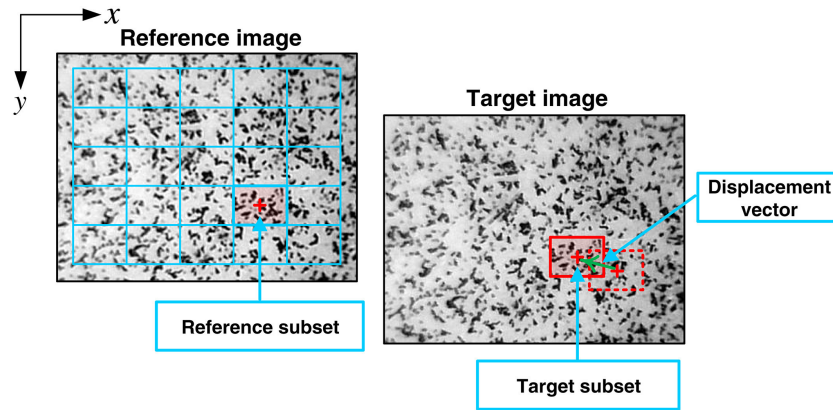 x
Reference image
y
Target image
Displacement
vector
Reference subset
Target subset